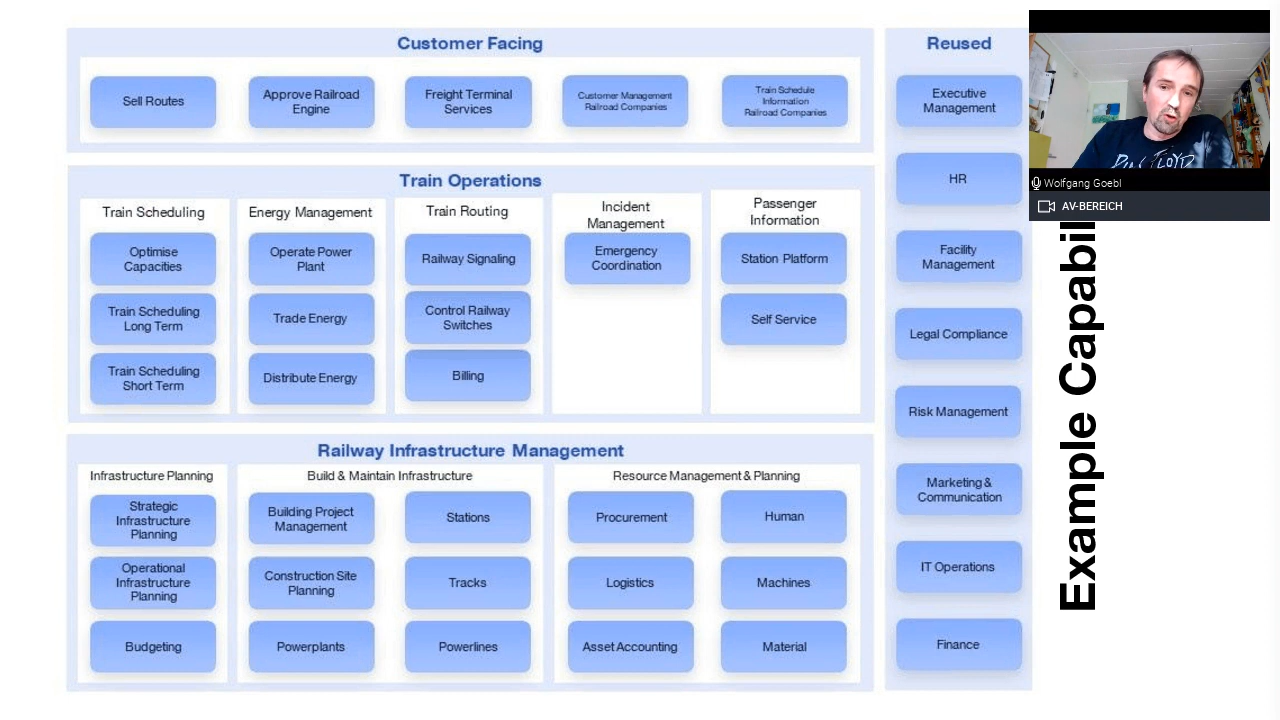 Customer Facing
Sell Routes
Approve Railroad
Engine
Freight Terminal
Services
Customer Management
Railroad Companies
Train Schedule
Information
Railroad Companies
Train Operations
Train Scheduling
Optimise
Capacities
Train Scheduling
Long Term
Train Scheduling
Short Term
Energy Management
Operate Power
Plant
Trade Energy
Distribute Energy
Train Routing
Railway Signaling
Control Railway
Switches
Billing
Incident
Management
Emergency
Coordination
Passenger
Information
Station Platform
Self Service
Railway Infrastructure Management
Infrastructure Planning
Strategic
Infrastructure
Planning
Operational
Infrastructure
Planning
Budgeting
Build & Maintain Infrastructure
Building Project
Management
Stations
Construction Site
Planning
Tracks
Powerplants
Powerlines
Resource Management & Planning
Procurement
Human
Logistics
Machines
Asset Accounting
Material
Reused
Executive
Management
HR
Facility
Management
Legal Compliance
Risk Management
Marketing &
Communication
IT Operations
Finance
Example Capabil
PINK FLOYD
Wolfgang Goebl
AV-BEREICH